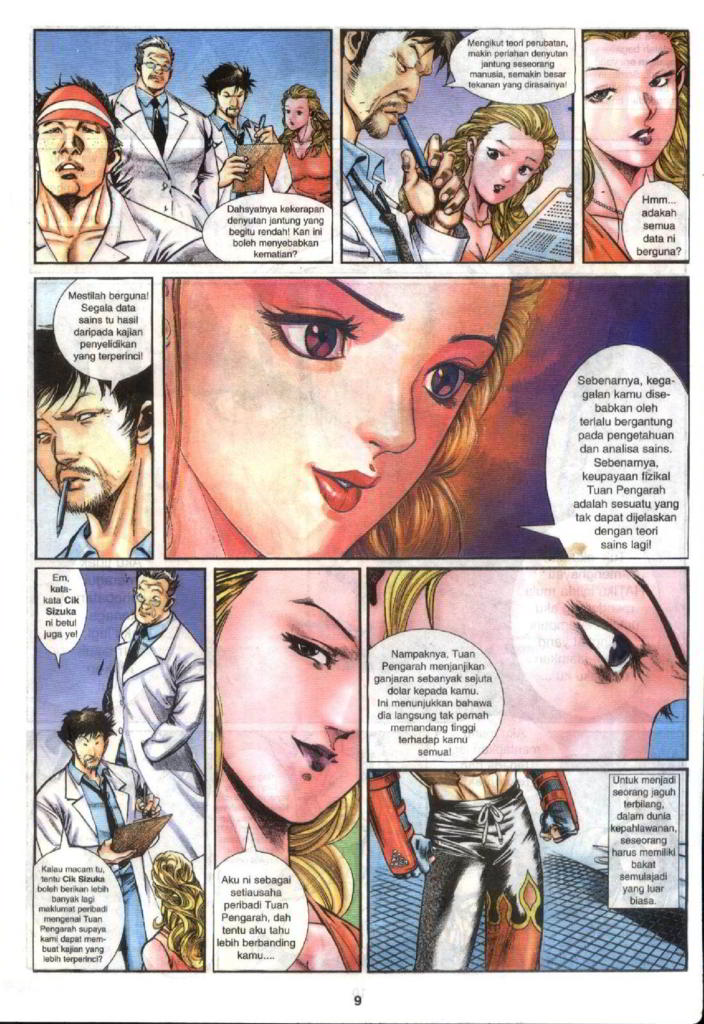 Dahsyatnya kekerapan
denyutan jantung yang
begitu rendah! Kan ini
boleh menyebabkan
kematian?
Mengikut teori perubatan,
makin perlahan denyutan
jantung seseorang
manusia, semakin besar
tekanan yang dirasainya!
Hmm...
adakah
semua
data ni
berguna?
Mestilah berguna!
Segala data
sains tu hasil
daripada kajian
penyelidikan
yang terperinci!
Sebenarnya, kega-
galan kamu dise-
babkan oleh
terlalu bergantung
pada pengetahuan
dan analisa sains.
Sebenarnya,
keupayaan fizikal
Tuan Pengarah
adalah sesuatu yang
tak dapat dijelaskan
dengan teori
sains lagi!
Em,
kata-
kata Cik
Sizuka
ni betul
juga ye!
Kalau macam tu,
tentu Cik Sizuka
boleh berikan lebih
banyak lagi
maklumat peribadi
mengenai Tuan
Pengarah supaya
kami dapat mem-
buat kajian yang
lebih terperinci?
Aku ni sebagai
setiausaha
peribadi Tuan
Pengarah, dah
tentu aku tahu
lebih berbanding
kamu....
Nampaknya, Tuan
Pengarah menjanjikan
ganjaran sebanyak sejuta
dolar kepada kamu.
Ini menunjukkan bahawa
dia langsung tak pernah
memandang tinggi
terhadap kamu
semua!
Untuk menjadi
seorang jaguh
terbilang,
dalam dunia
kepahlawanan,
seseorang
harus memiliki
bakat
semulajadi
yang luar
biasa.
9